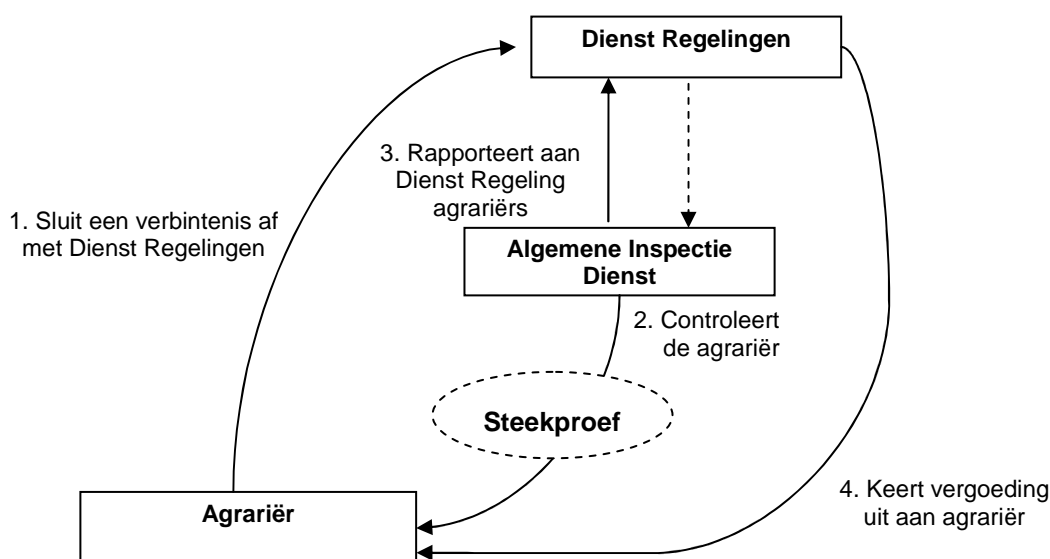 Dienst Regelingen
3. Rapporteert aan
Dienst Regeling
agrariërs
1. Sluit een verbintenis af
met Dienst Regelingen
Algemene Inspectie
Dienst
2. Controleert
de agrariër
Steekproef
4. Keert vergoeding
uit aan agrariër
Agrariër